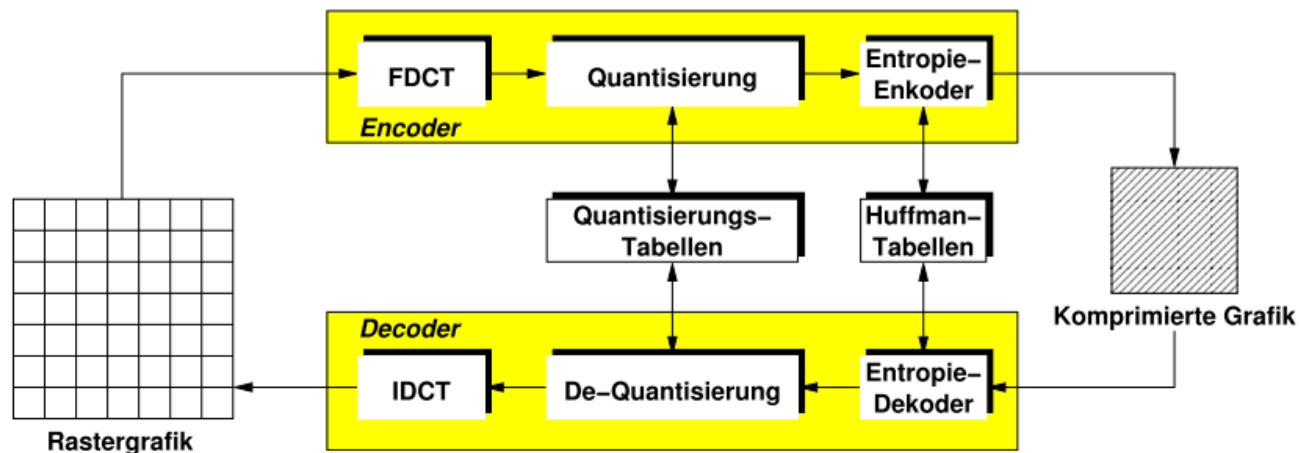 FDCT
Quantisierung
Entropie–
Enkoder
Encoder
Quantisierungs–
Tabellen
Huffman–
Tabellen
Komprimierte Grafik
Decoder
IDCT
De–Quantisierung
Entropie–
Dekoder
Rastergrafik